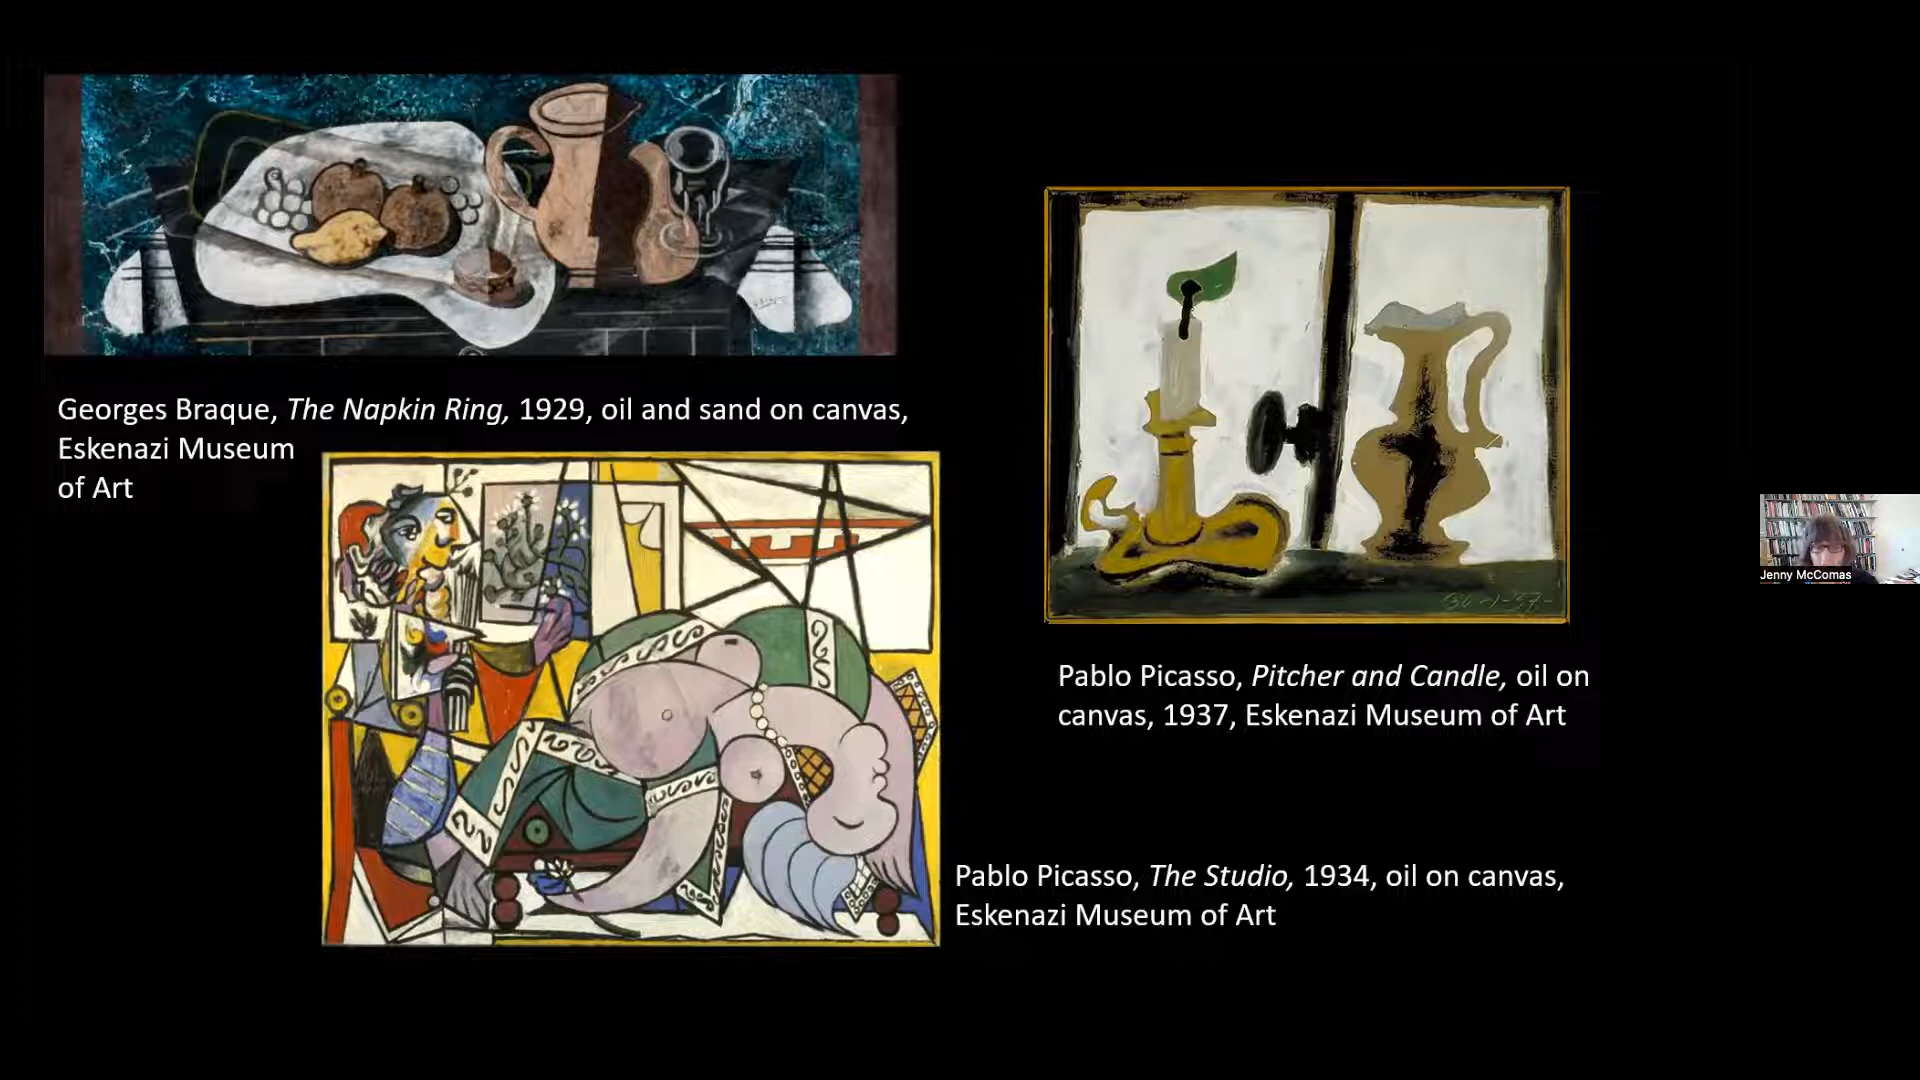 Georges Braque, The Napkin Ring, 1929, oil and sand on canvas,
Eskenazi Museum
of Art
Pablo Picasso, Pitcher and Candle, oil on
canvas, 1937, Eskenazi Museum of Art
Pablo Picasso, The Studio, 1934, oil on canvas,
Eskenazi Museum of Art
Jenny McComas